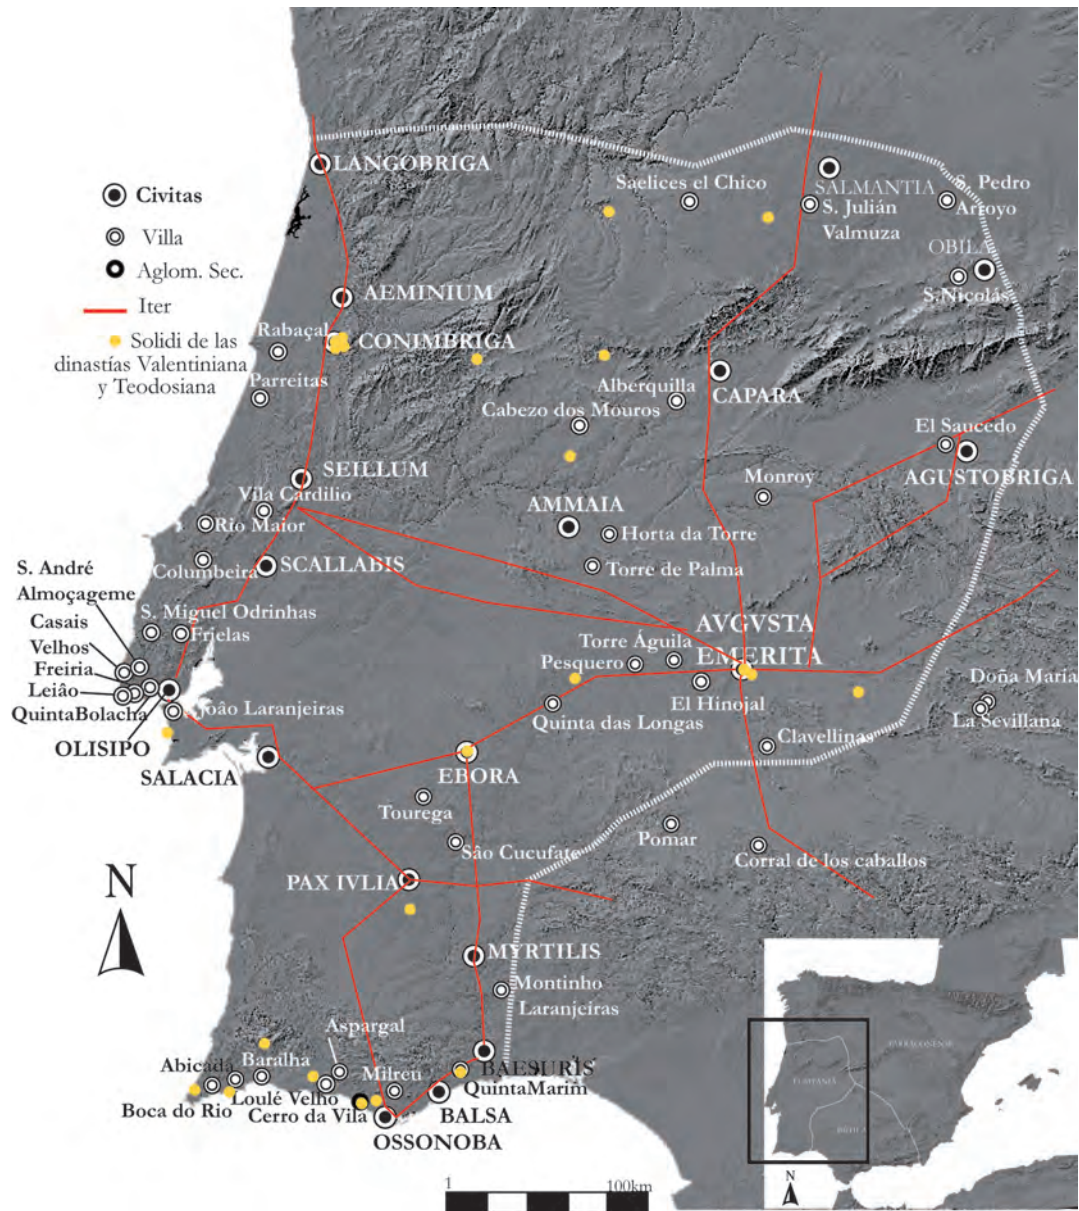 LANGOBRIGA
Civitas
Villa
Aglom. Sec.
Iter
Solidi de las
dinastías Valentiniana
y Teodosiana
Saelices el Chico
SALMANTIA
S. Julián
Valmuza
S. Pedro
Arroyo
OBILA
S.Nicolás
AEMINIUM
Rabaçal
CONIMBRIGA
Parreitas
Alberquilla
CAPARA
Cabezo dos Mouros
El Saucedo
AGUSTOBRIGA
SEILLUM
Vila Cardilio
Monroy
Rio Maior
AMMAIA
Horta da Torre
Columbeira
SCALLABIS
Torre de Palma
S. André
Almoçageme
Casais
Velhos
Freiria
Leiâo
QuintaBolacha
OLISIPO
S. Miguel Odrinhas
Frjelas
João Laranjeiras
AVGVSTA
EMERITA
Torre Águila
Pesquero
El Hinojal
Quinta das Longas
Doña Maria
La Sevillana
Clavellinas
SALACIA
EBORA
Tourega
Sâo Cucufate
Pomar
Corral de los caballos
N
PAX IVLIA
MYRTILIS
Montinho
Laranjeiras
Aspargal
Baralha
Abicada
Milreu
BAESURIS
QuintaMarim
Boca do Rio
Loulé Velho
Cerro da Vila
BALSA
OSSONOBA
1
100km
N